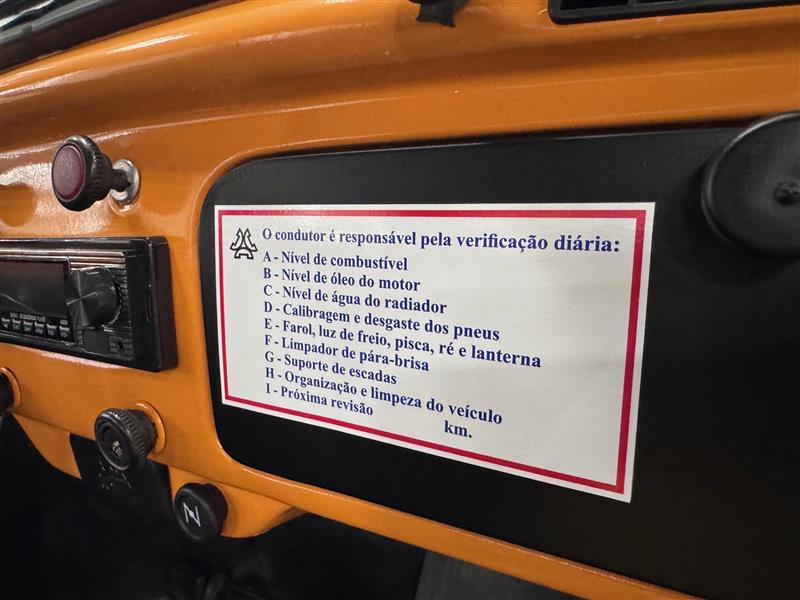 O condutor é responsável pela verificação diária:
A - Nível de combustível
B - Nível de óleo do motor
C - Nível de água do radiador
D - Calibragem e desgaste dos pneus
E - Farol, luz de freio, pisca, ré e lanterna
F - Limpador de pára-brisa
G - Suporte de escadas
H - Organização e limpeza do veículo
I - Próxima revisão km.